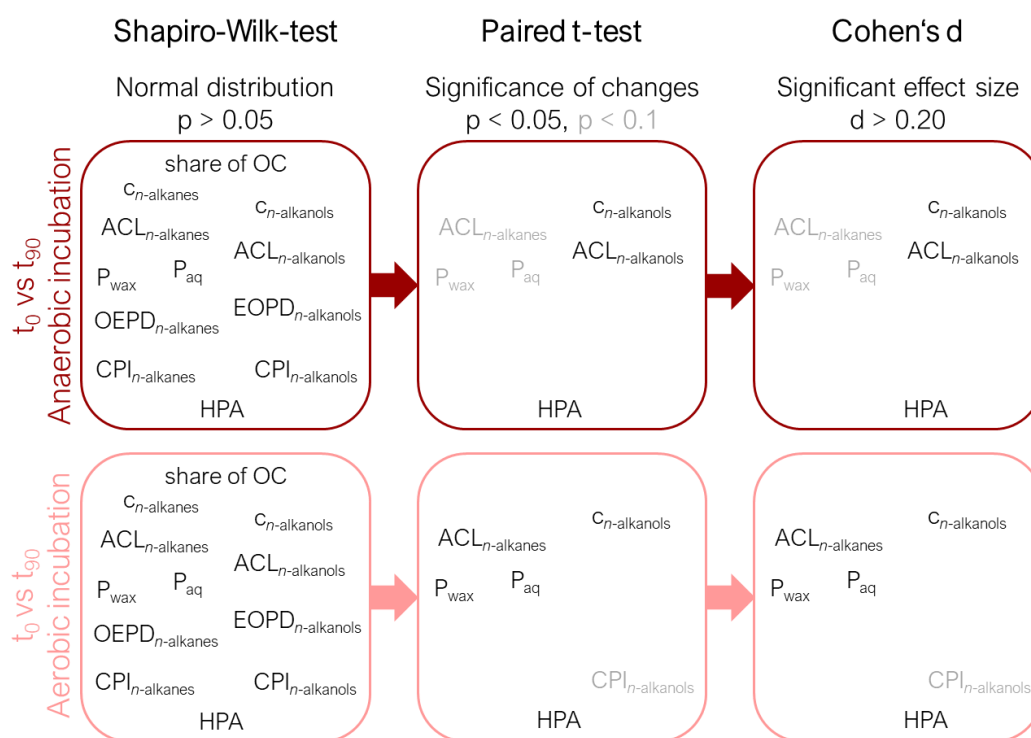 Shapiro-Wilk-test
Paired t-test
Cohen‘s d
Normal distribution
p > 0.05
Significance of changes
p < 0.05, p < 0.1
Significant effect size
d > 0.20
t0 vs t90
Anaerobic incubation
share of OC
cn-alkanes
cn-alkanols
ACLn-alkanes
ACLn-alkanols
Pwax
Paq
OEPDn-alkanes
EOPDn-alkanols
CPIn-alkanes
CPIn-alkanols
HPA
cn-alkanols
ACLn-alkanes
ACLn-alkanols
Pwax
Paq
HPA
cn-alkanols
ACLn-alkanes
ACLn-alkanols
Pwax
Paq
HPA
t0 vs t90
Aerobic incubation
share of OC
cn-alkanes
cn-alkanols
ACLn-alkanes
ACLn-alkanols
Pwax
Paq
OEPDn-alkanes
EOPDn-alkanols
CPIn-alkanes
CPIn-alkanols
HPA
cn-alkanols
ACLn-alkanes
Pwax
Paq
CPIn-alkanols
HPA
cn-alkanols
ACLn-alkanes
Pwax
Paq
CPIn-alkanols
HPA